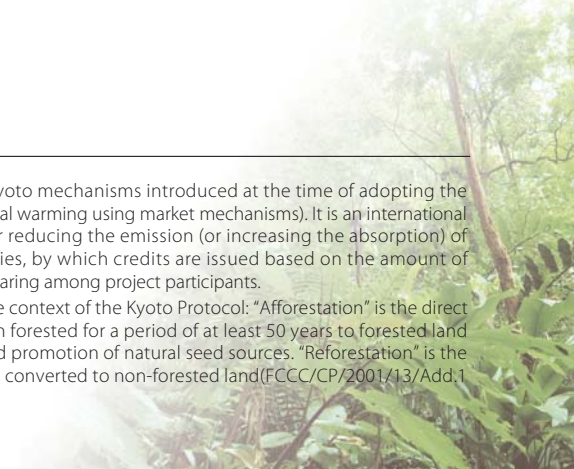 yoto mechanisms introduced at the time of adopting the
al warming using market mechanisms). It is an international
r reducing the emission (or increasing the absorption) of
ies, by which credits are issued based on the amount of
aring among project participants.
e context of the Kyoto Protocol: “Afforestation” is the direct
n forested for a period of at least 50 years to forested land
d promotion of natural seed sources. “Reforestation” is the
converted to non-forested land(FCCC/CP/2001/13/Add.1